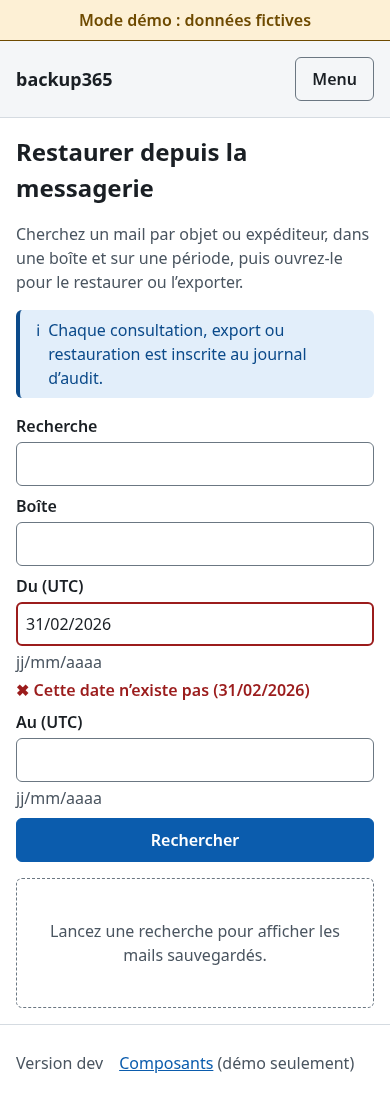 Mode démo : données fictives
backup365
Menu
Restaurer depuis la
messagerie
Cherchez un mail par objet ou expéditeur, dans
une boîte et sur une période, puis ouvrez-le
pour le restaurer ou l’exporter.
i Chaque consultation, export ou
restauration est inscrite au journal
d’audit.
Recherche
Boîte
Du (UTC)
31/02/2026
jj/mm/aaaa
✖ Cette date n’existe pas (31/02/2026)
Au (UTC)
jj/mm/aaaa
Rechercher
Lancez une recherche pour afficher les
mails sauvegardés.
Version dev Composants (démo seulement)